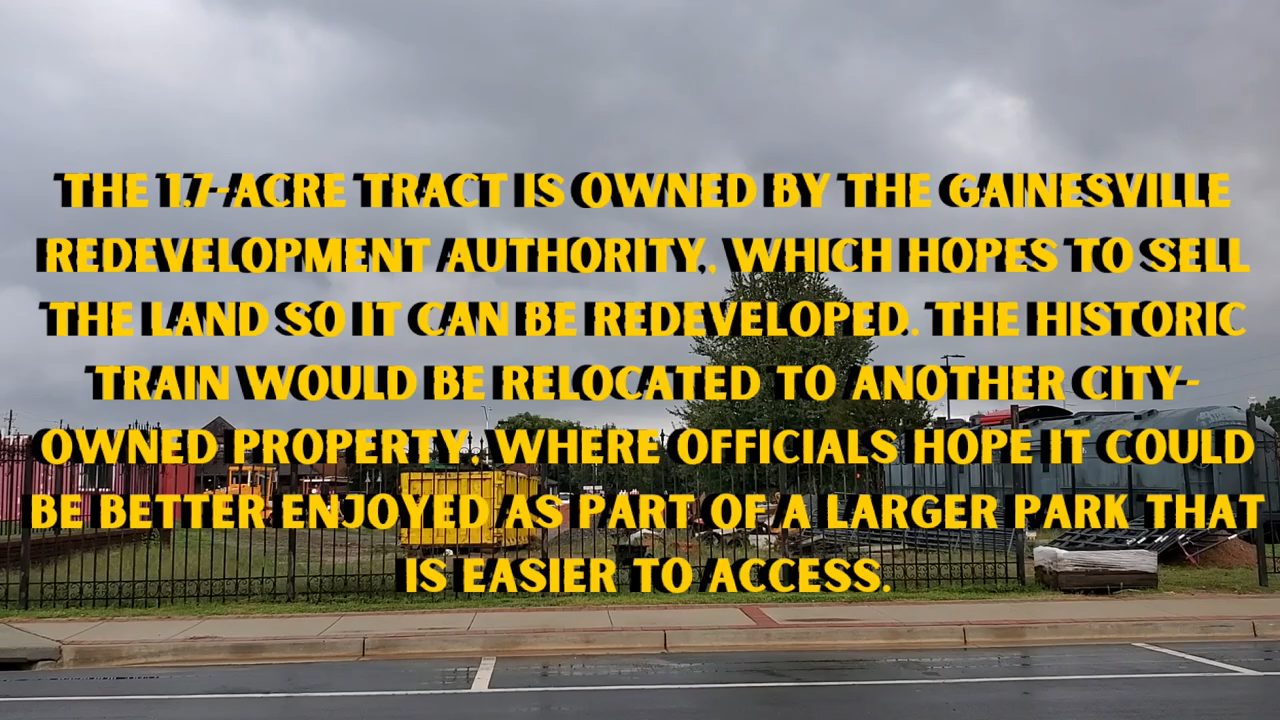 THE 1.7-ACRE TRACT IS OWNED BY THE GAINESVILLE
REDEVELOPMENT AUTHORITY, WHICH HOPES TO SELL
THE LAND SO IT CAN BE REDEVELOPED. THE HISTORIC
TRAIN WOULD BE RELOCATED TO ANOTHER CITY-
OWNED PROPERTY, WHERE OFFICIALS HOPE IT COULD
BE BETTER ENJOYED AS PART OF A LARGER PARK THAT
IS EASIER TO ACCESS.